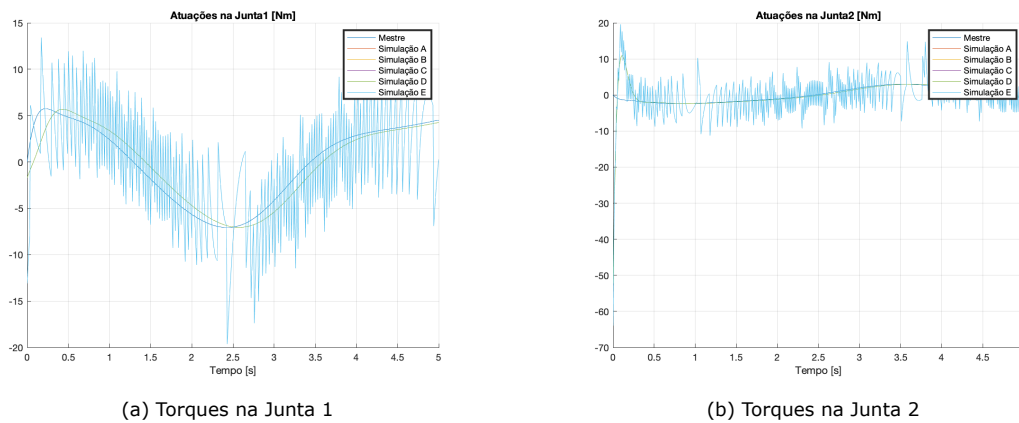 Atuações na Junta1 [Nm]
15
10
5
0
-5
-10
-15
-20
0
0.5
1
1.5
2
2.5
3
3.5
4
4.5
5
Tempo [s]
Mestre
Simulação A
Simulação B
Simulação C
Simulação D
Simulação E
(a) Torques na Junta 1
Atuações na Junta2 [Nm]
20
10
0
-10
-20
-30
-40
-50
-60
-70
0
0.5
1
1.5
2
2.5
3
3.5
4
4.5
Tempo [s]
Mestre
Simulação A
Simulação B
Simulação C
Simulação D
Simulação E
(b) Torques na Junta 2